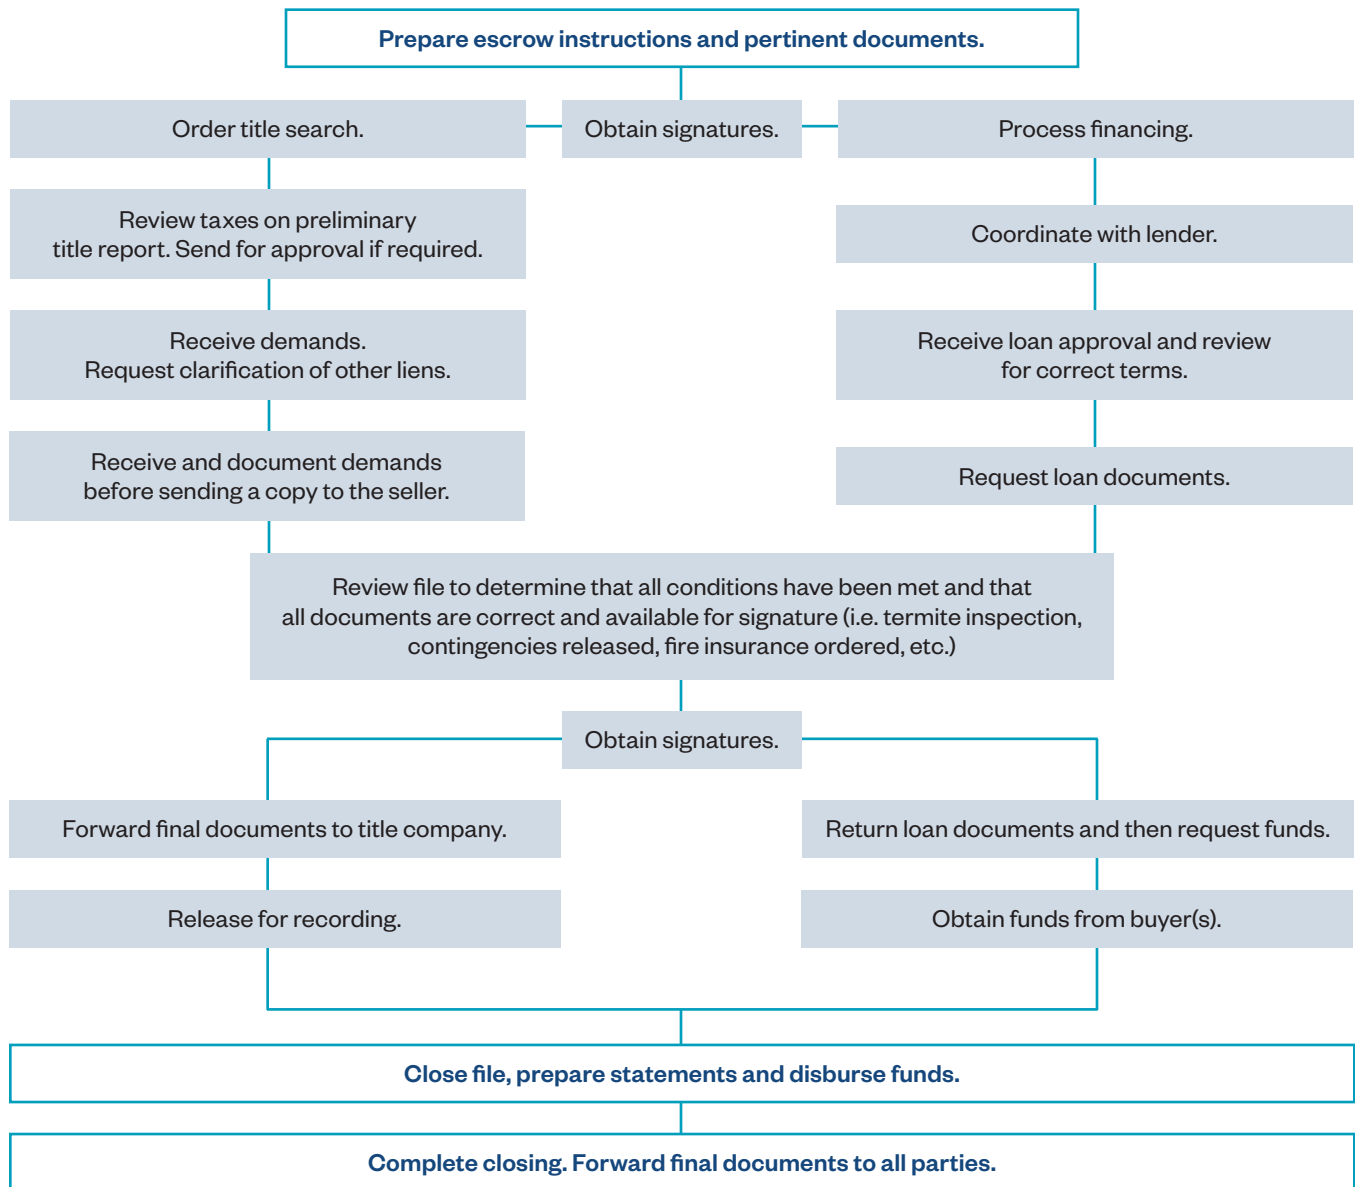 Prepare escrow instructions and pertinent documents.
Order title search.
Obtain signatures.
Process financing.
Review taxes on preliminary
title report. Send for approval if required.
Coordinate with lender.
Receive demands.
Request clarification of other liens.
Receive loan approval and review
for correct terms.
Receive and document demands
before sending a copy to the seller.
Request loan documents.
Review file to determine that all conditions have been met and that
all documents are correct and available for signature (i.e. termite inspection,
contingencies released, fire insurance ordered, etc.)
Obtain signatures.
Forward final documents to title company.
Return loan documents and then request funds.
Release for recording.
Obtain funds from buyer(s).
Close file, prepare statements and disburse funds.
Complete closing. Forward final documents to all parties.